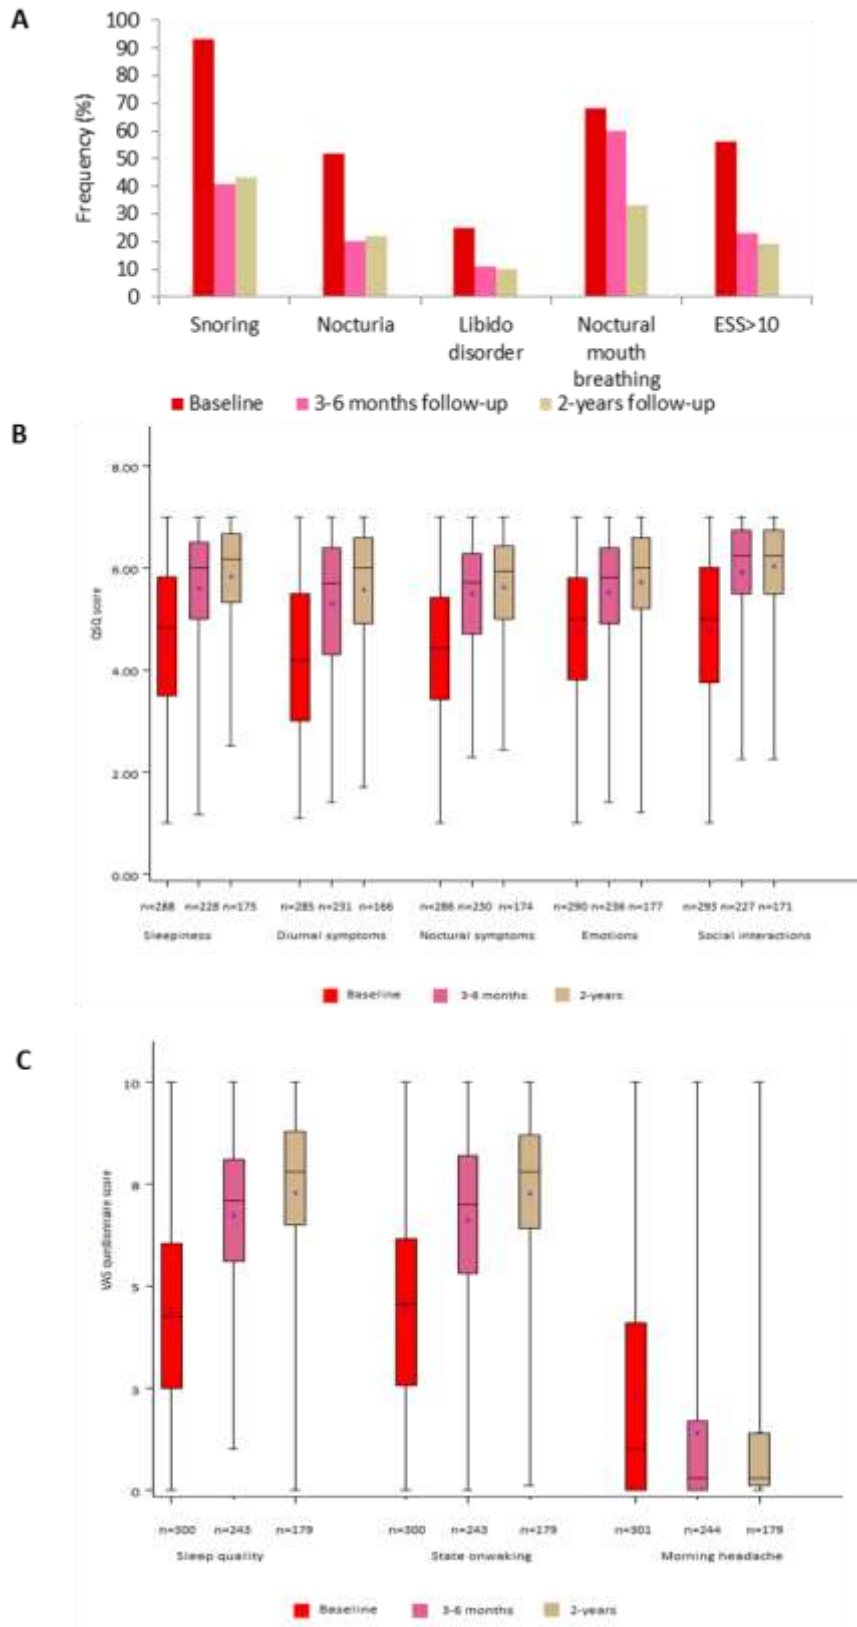 A
100
90
80
70
60
50
40
30
20
10
0
Frequency (%)
Snoring Nocturia Libido Noctural ESS>10
disorder mouth
breathing
Baseline 3-6 months follow-up 2-years follow-up
B
8.00
6.00
4.00
2.00
0.00
QSQ score
n=288 n=228 n=175 n=285 n=231 n=166 n=286 n=230 n=174 n=290 n=236 n=177 n=293 n=227 n=171
Sleepiness Diurnal symptoms Noctural symptoms Emotions Social interactions
Baseline 3-6 months 2-years
C
10
8
5
3
0
VAS questionnaire score
n=300 n=243 n=179 n=300 n=243 n=179 n=301 n=244 n=179
Sleep quality State onwaking Morning headache
Baseline 3-6 months 2-years